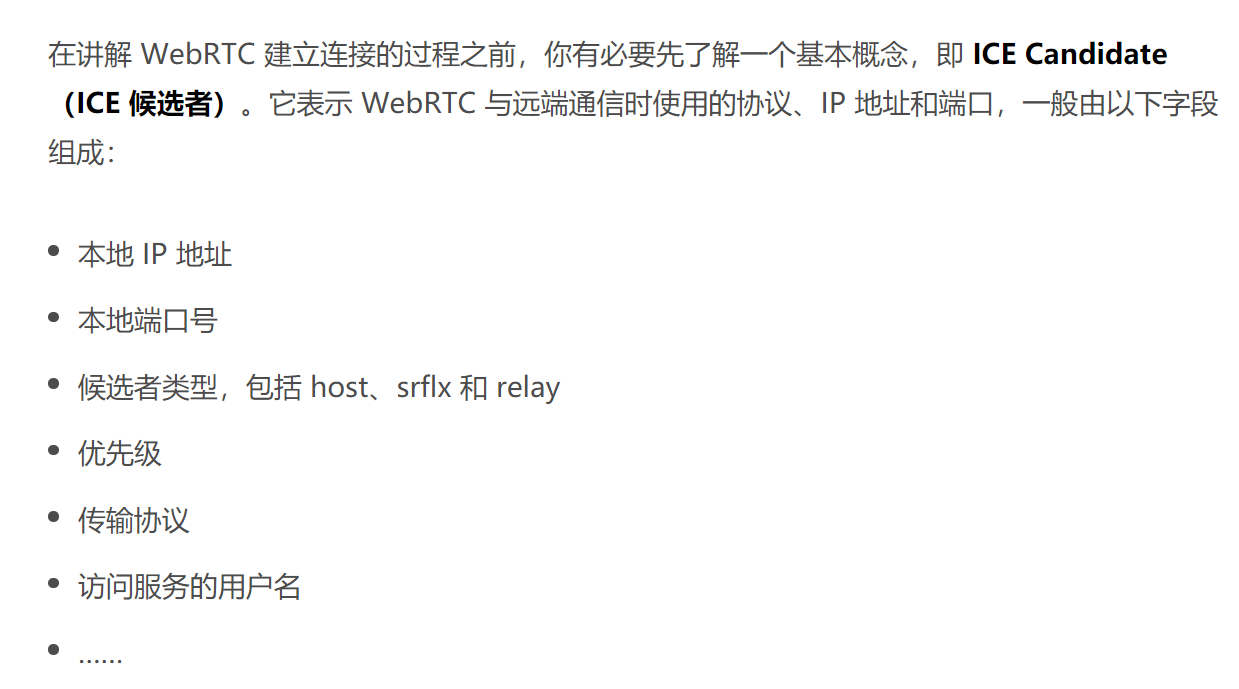 在讲解 WebRTC 建立连接的过程之前，你有必要先了解一个基本概念，即 ICE Candidate
（ICE 候选者）。它表示 WebRTC 与远端通信时使用的协议、IP 地址和端口，一般由以下字段
组成：
• 本地 IP 地址
• 本地端口号
• 候选者类型，包括 host、srflx 和 relay
• 优先级
• 传输协议
• 访问服务的用户名
• ……